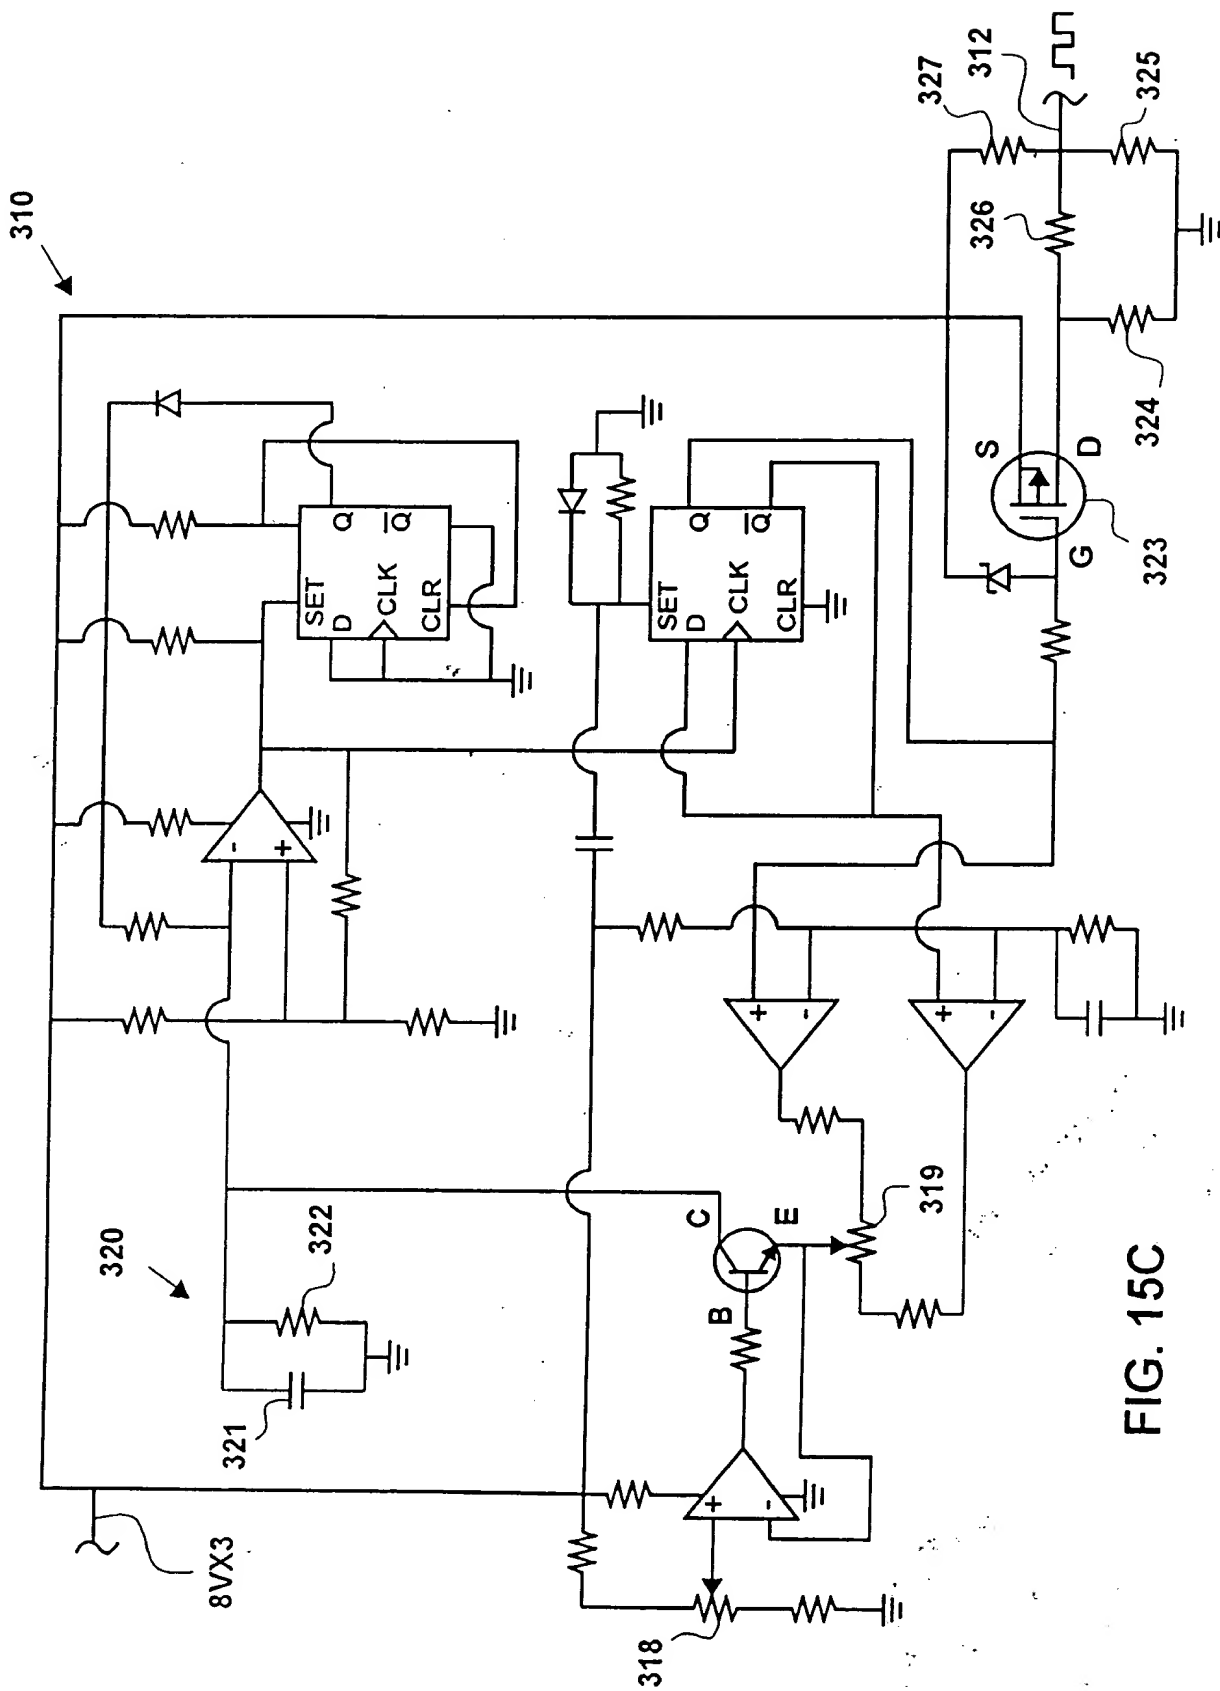 310
327
312
325
326
324
323
S
D
G
SET
D
CLK
CLR
Q
Q
SET
D
CLK
CLR
Q
Q
-
+
+
-
+
-
320
322
321
C
E
B
319
+
-
318
8VX3
FIG. 15C